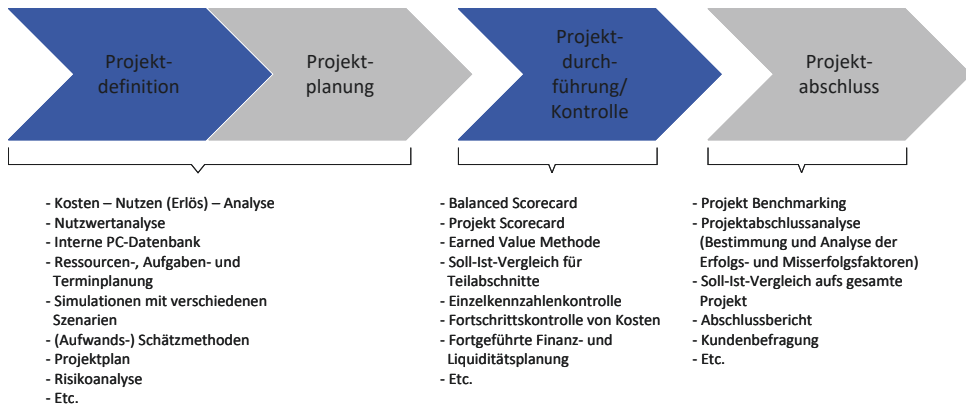 Projekt-
definition
Projekt-
planung
Projekt-
durch-
führung/
Kontrolle
Projekt-
abschluss
- Kosten – Nutzen (Erlös) – Analyse
- Nutzwertanalyse
- Interne PC-Datenbank
- Ressourcen-, Aufgaben- und
Terminplanung
- Simulationen mit verschiedenen
Szenarien
- (Aufwands-) Schätzmethoden
- Projektplan
- Risikoanalyse
- Etc.
- Balanced Scorecard
- Projekt Scorecard
- Earned Value Methode
- Soll-Ist-Vergleich für
Teilabschnitte
- Einzelkennzahlenkontrolle
- Fortschrittskontrolle von Kosten
- Fortgeführte Finanz- und
Liquiditätsplanung
- Etc.
- Projekt Benchmarking
- Projektabschlussanalyse
(Bestimmung und Analyse der
Erfolgs- und Misserfolgsfaktoren)
- Soll-Ist-Vergleich aufs gesamte
Projekt
- Abschlussbericht
- Kundenbefragung
- Etc.